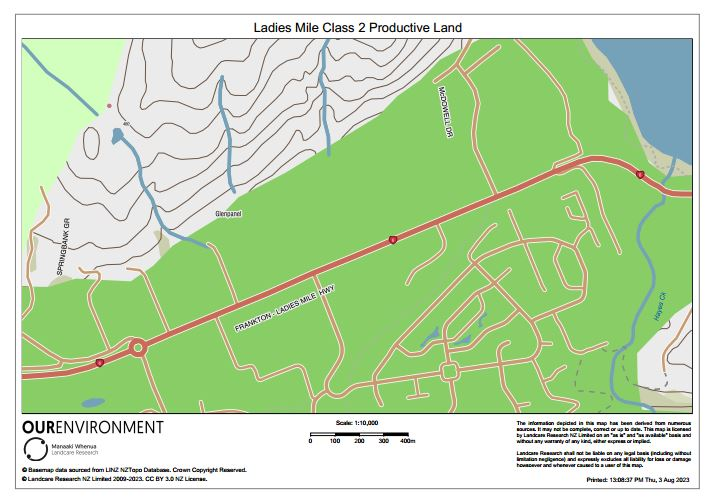 Ladies Mile Class 2 Productive Land
McDOWELL DR
SPRINGBANK GR
Glenpanel
FRANKTON - LADIES MILE HWY
Hayes Ck
OURENVIRONMENT
Manaaki Whenua
Landcare Research
Scale: 1:10,000
0 100 200 300 400m
© Basemap data sourced from LINZ NZTopo Database. Crown Copyright Reserved.
© Landcare Research NZ Limited 2009-2023. CC BY 3.0 NZ License.
The information depicted in this map has been derived from numerous
sources. It may not be complete, correct or up to date. This map is licensed
by Landcare Research NZ Limited on an "as is" and "as available" basis and
without any warranty of any kind, either express or implied.
Landcare Research shall not be liable on any legal basis (including without
limitation negligence) and expressly excludes all liability for loss or damage
howsoever and whenever caused to a user of this map.
Printed: 13:08:37 PM Thu, 3 Aug 2023